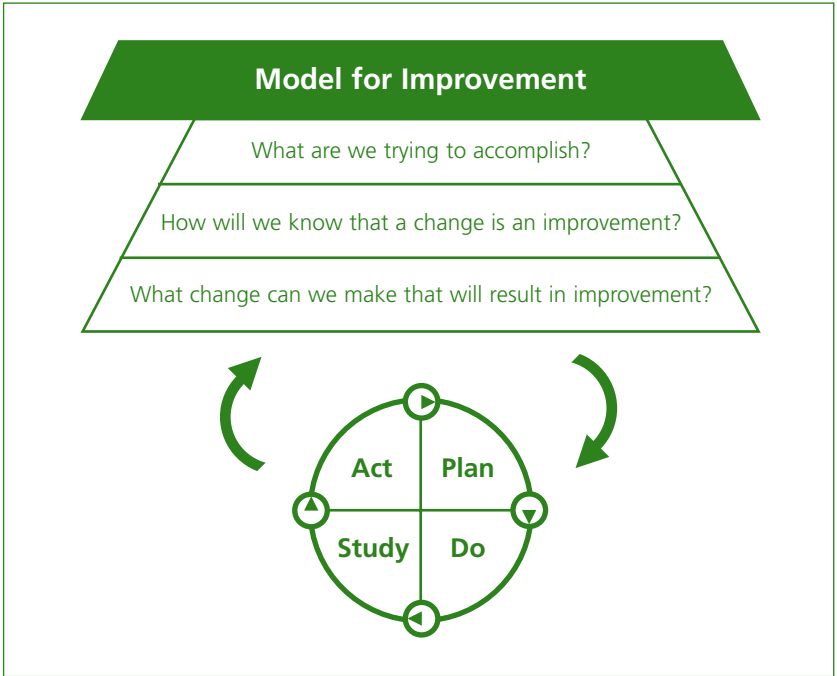 Model for Improvement
What are we trying to accomplish?
How will we know that a change is an improvement?
What change can we make that will result in improvement?
Act
Plan
Study
Do